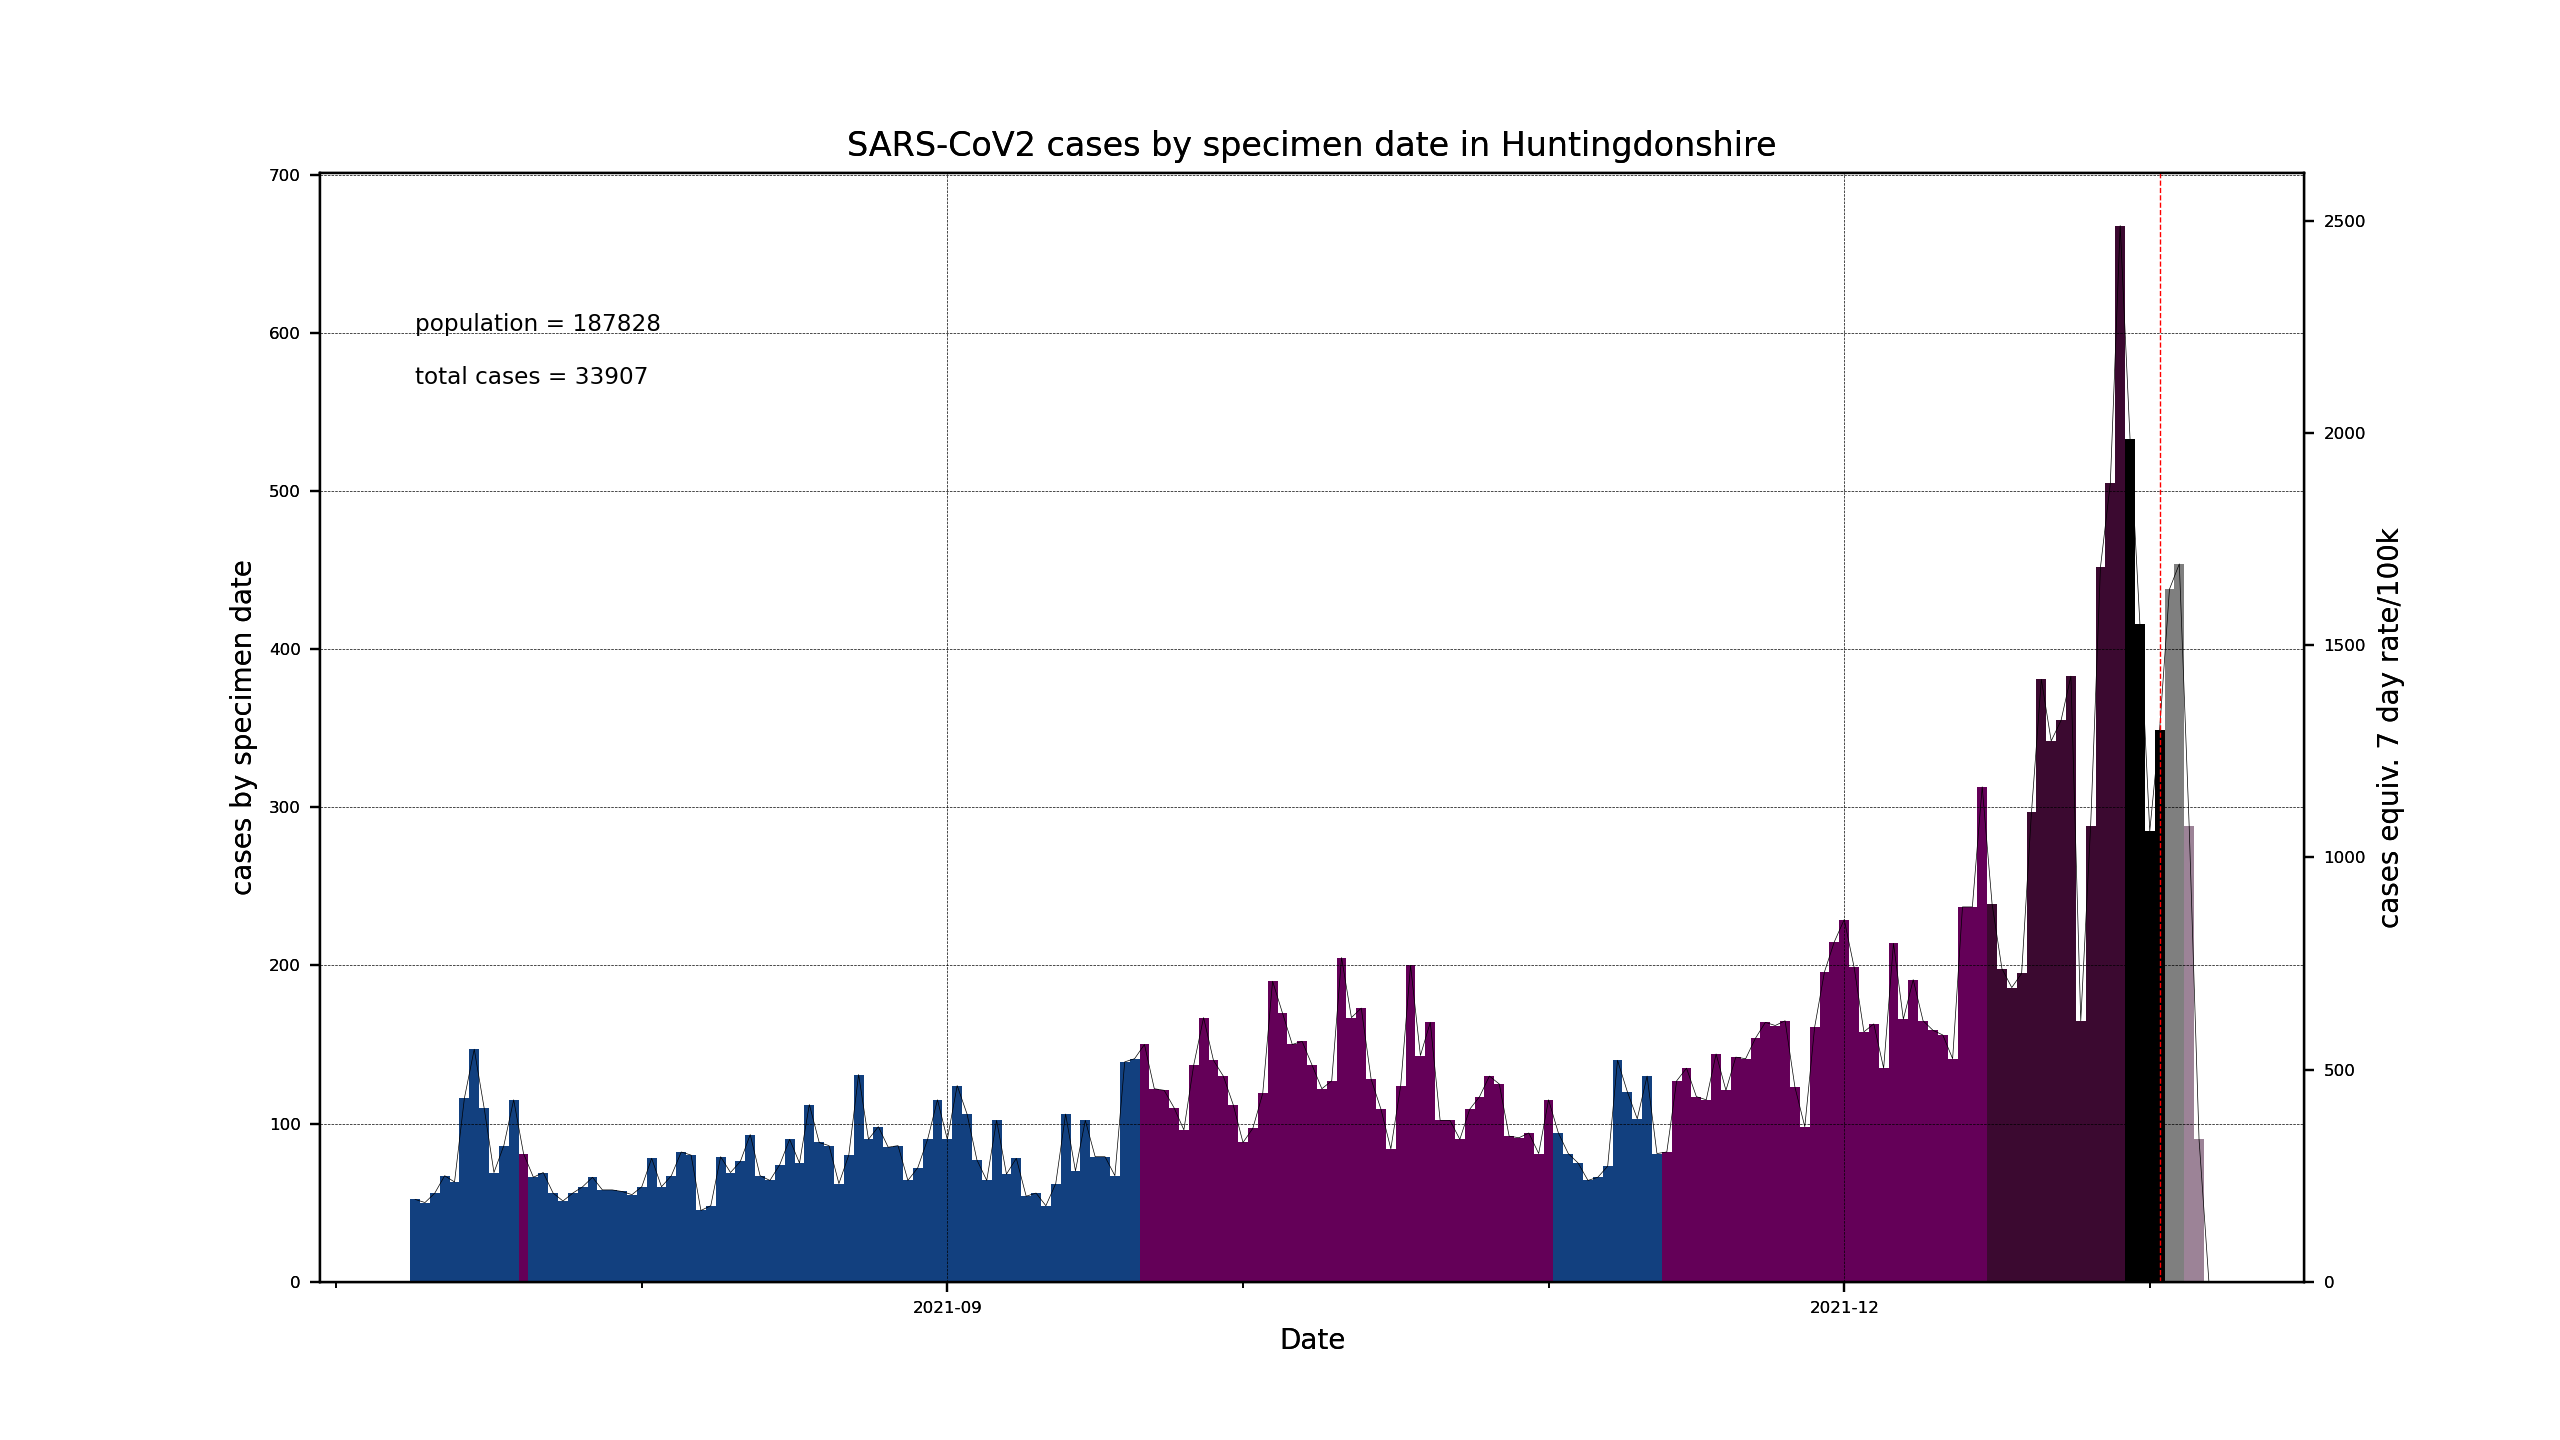 SARS-CoV2 cases by specimen date in Huntingdonshire
population = 187828
total cases = 33907
cases by specimen date
700
600
500
400
300
200
100
0
2500
2000
1500
1000
500
0
cases equiv. 7 day rate/100k
2021-09
2021-12
Date